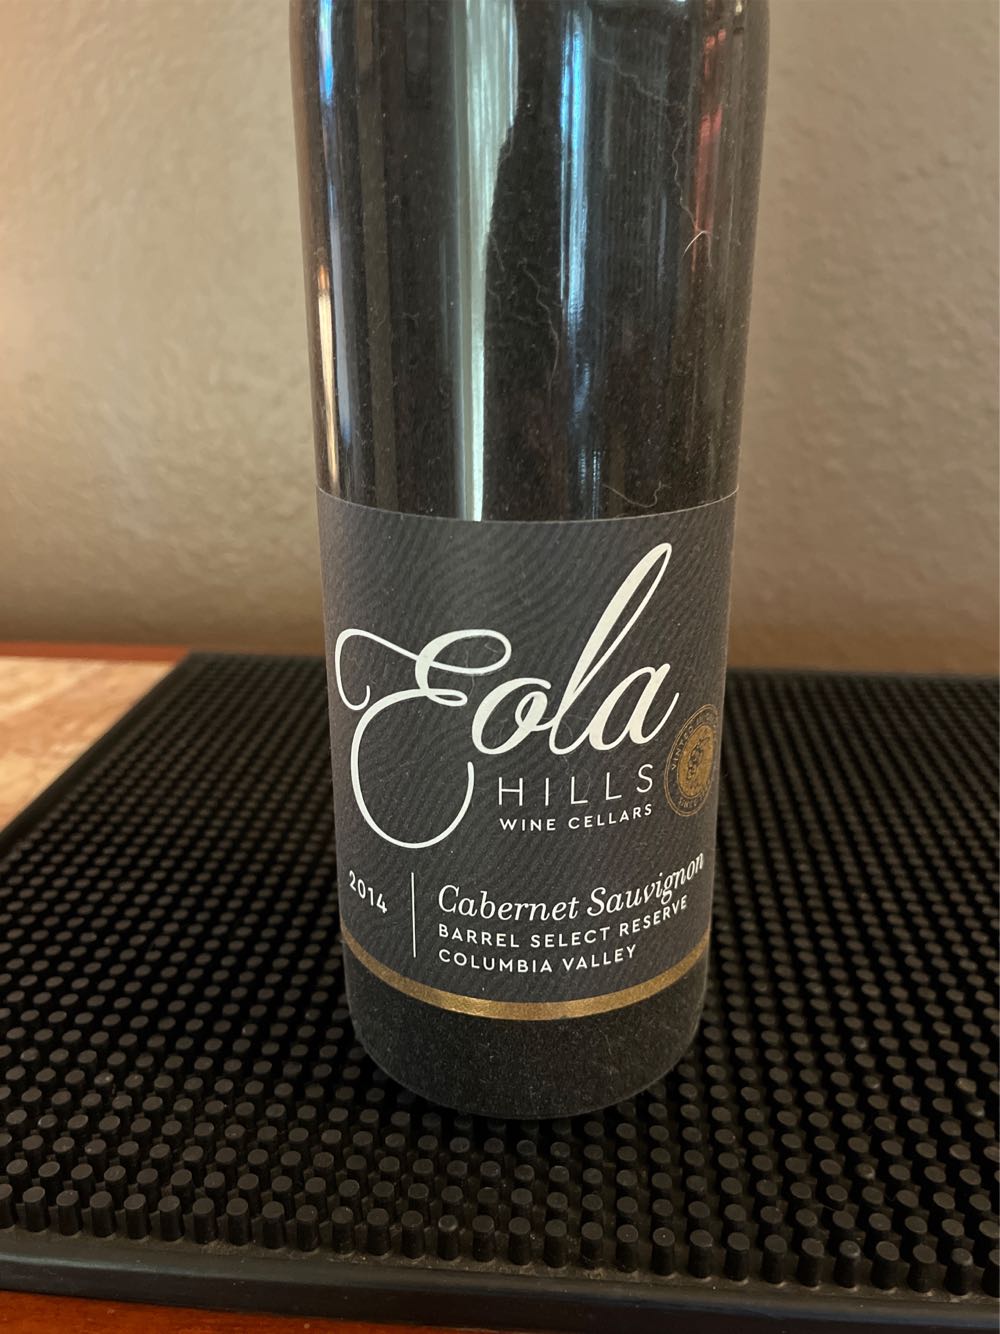 Eola
HILLS
WINE CELLARS
2014
Cabernet Sauvignon
BARREL SELECT RESERVE
COLUMBIA VALLEY